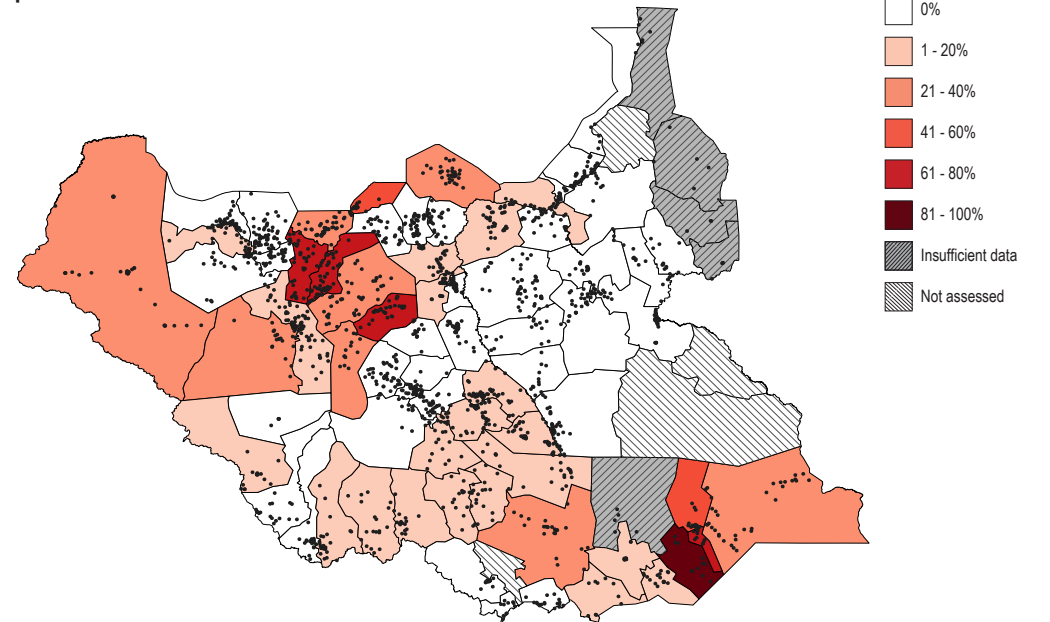 0%
1 - 20%
21 - 40%
41 - 60%
61 - 80%
81 - 100%
Insufficient data
Not assessed